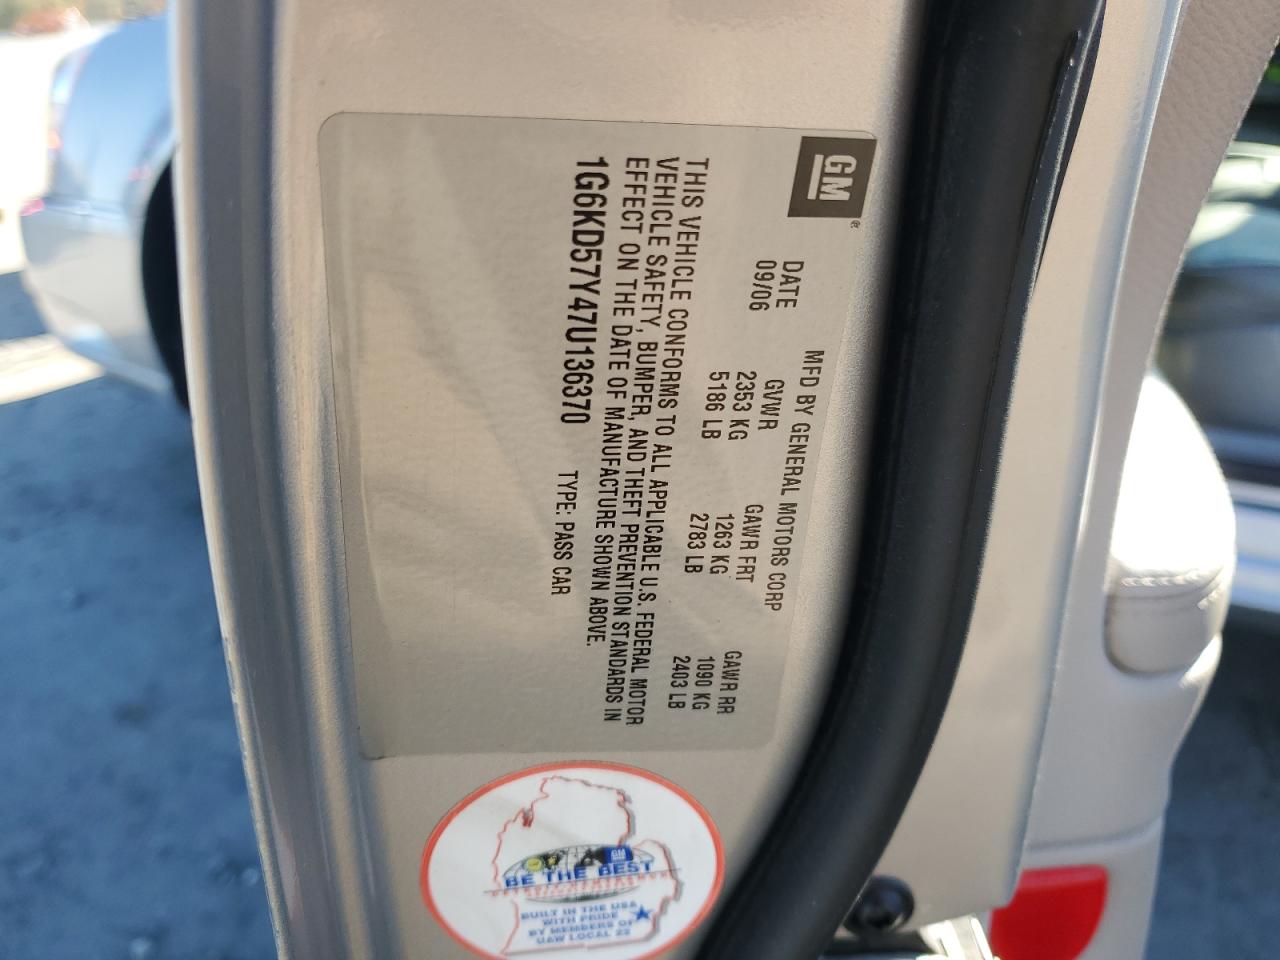 GM
MFD BY GENERAL MOTORS CORP
DATE GVWR GAWR FRT GAWR RR
09/06 2353 KG 1263 KG 1090 KG
5186 LB 2783 LB 2403 LB
THIS VEHICLE CONFORMS TO ALL APPLICABLE U.S. FEDERAL MOTOR
VEHICLE SAFETY, BUMPER, AND THEFT PREVENTION STANDARDS IN
EFFECT ON THE DATE OF MANUFACTURE SHOWN ABOVE.
1G6KD57Y47U136370 TYPE: PASS CAR
GM
BE THE BEST
BUILT IN THE USA
WITH PRIDE
BY MEMBERS OF
UAW LOCAL 22